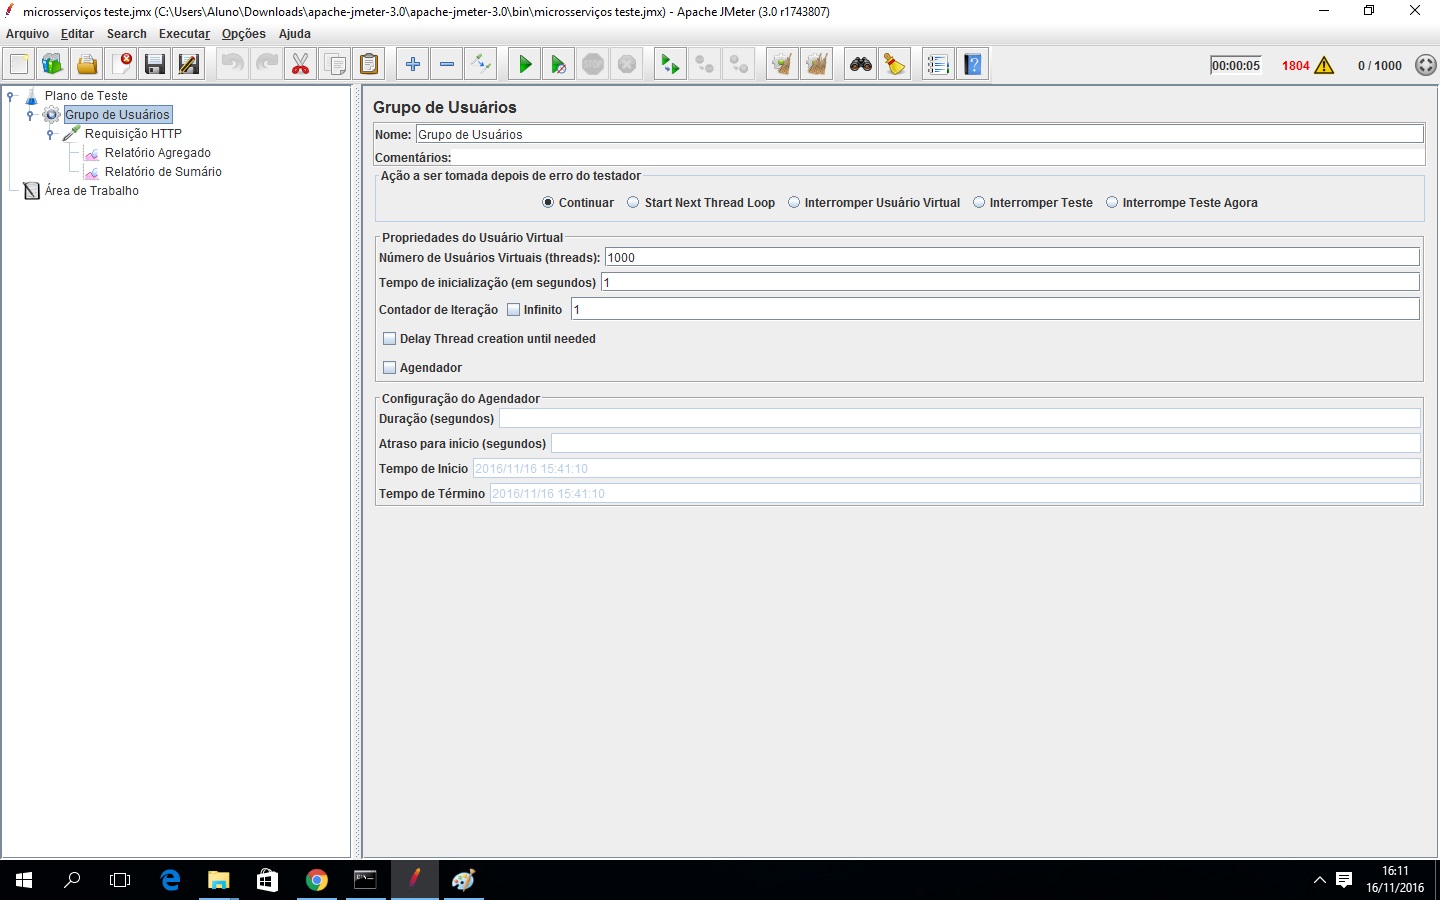 microsserviços teste.jmx (C:\Users\Aluno\Downloads\apache-jmeter-3.0\apache-jmeter-3.0\bin\microsserviços teste.jmx) - Apache JMeter (3.0 r1743807)
Arquivo Editar Search Executar Opções Ajuda
00:00:05 1804 0 / 1000
Plano de Teste
Grupo de Usuários
Requisição HTTP
Relatório Agregado
Relatório de Sumário
Área de Trabalho
Grupo de Usuários
Nome: Grupo de Usuários
Comentários:
Ação a ser tomada depois de erro do testador
Continuar Start Next Thread Loop Interromper Usuário Virtual Interromper Teste Interrompe Teste Agora
Propriedades do Usuário Virtual
Número de Usuários Virtuais (threads): 1000
Tempo de inicialização (em segundos) 1
Contador de Iteração Infinito 1
Delay Thread creation until needed
Agendador
Configuração do Agendador
Duração (segundos)
Atraso para início (segundos)
Tempo de Início 2016/11/16 15:41:10
Tempo de Término 2016/11/16 15:41:10
16:11
16/11/2016